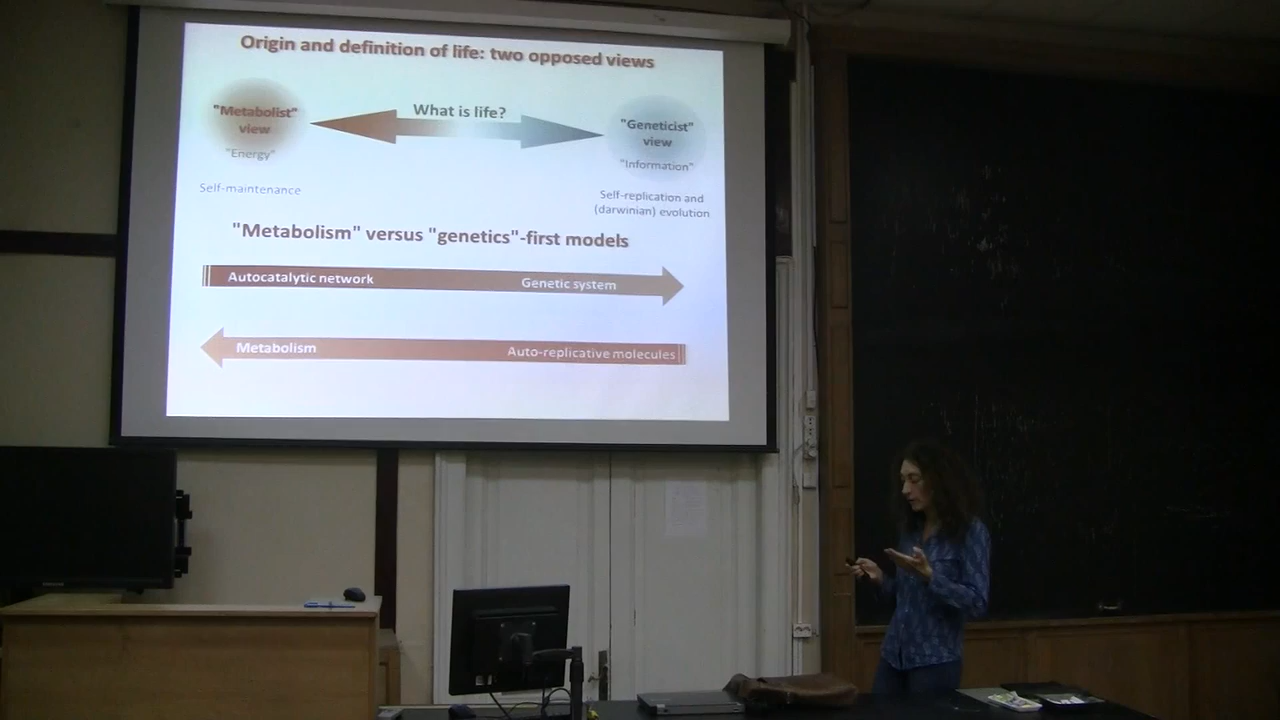 Origin and definition of life: two opposed views
"Metabolist"
view
"Energy"
What is life?
"Geneticist"
view
"Information"
Self-maintenance
Self-replication and
(darwinian) evolution
"Metabolism" versus "genetics"-first models
Autocatalytic network
Genetic system
Metabolism
Auto-replicative molecules